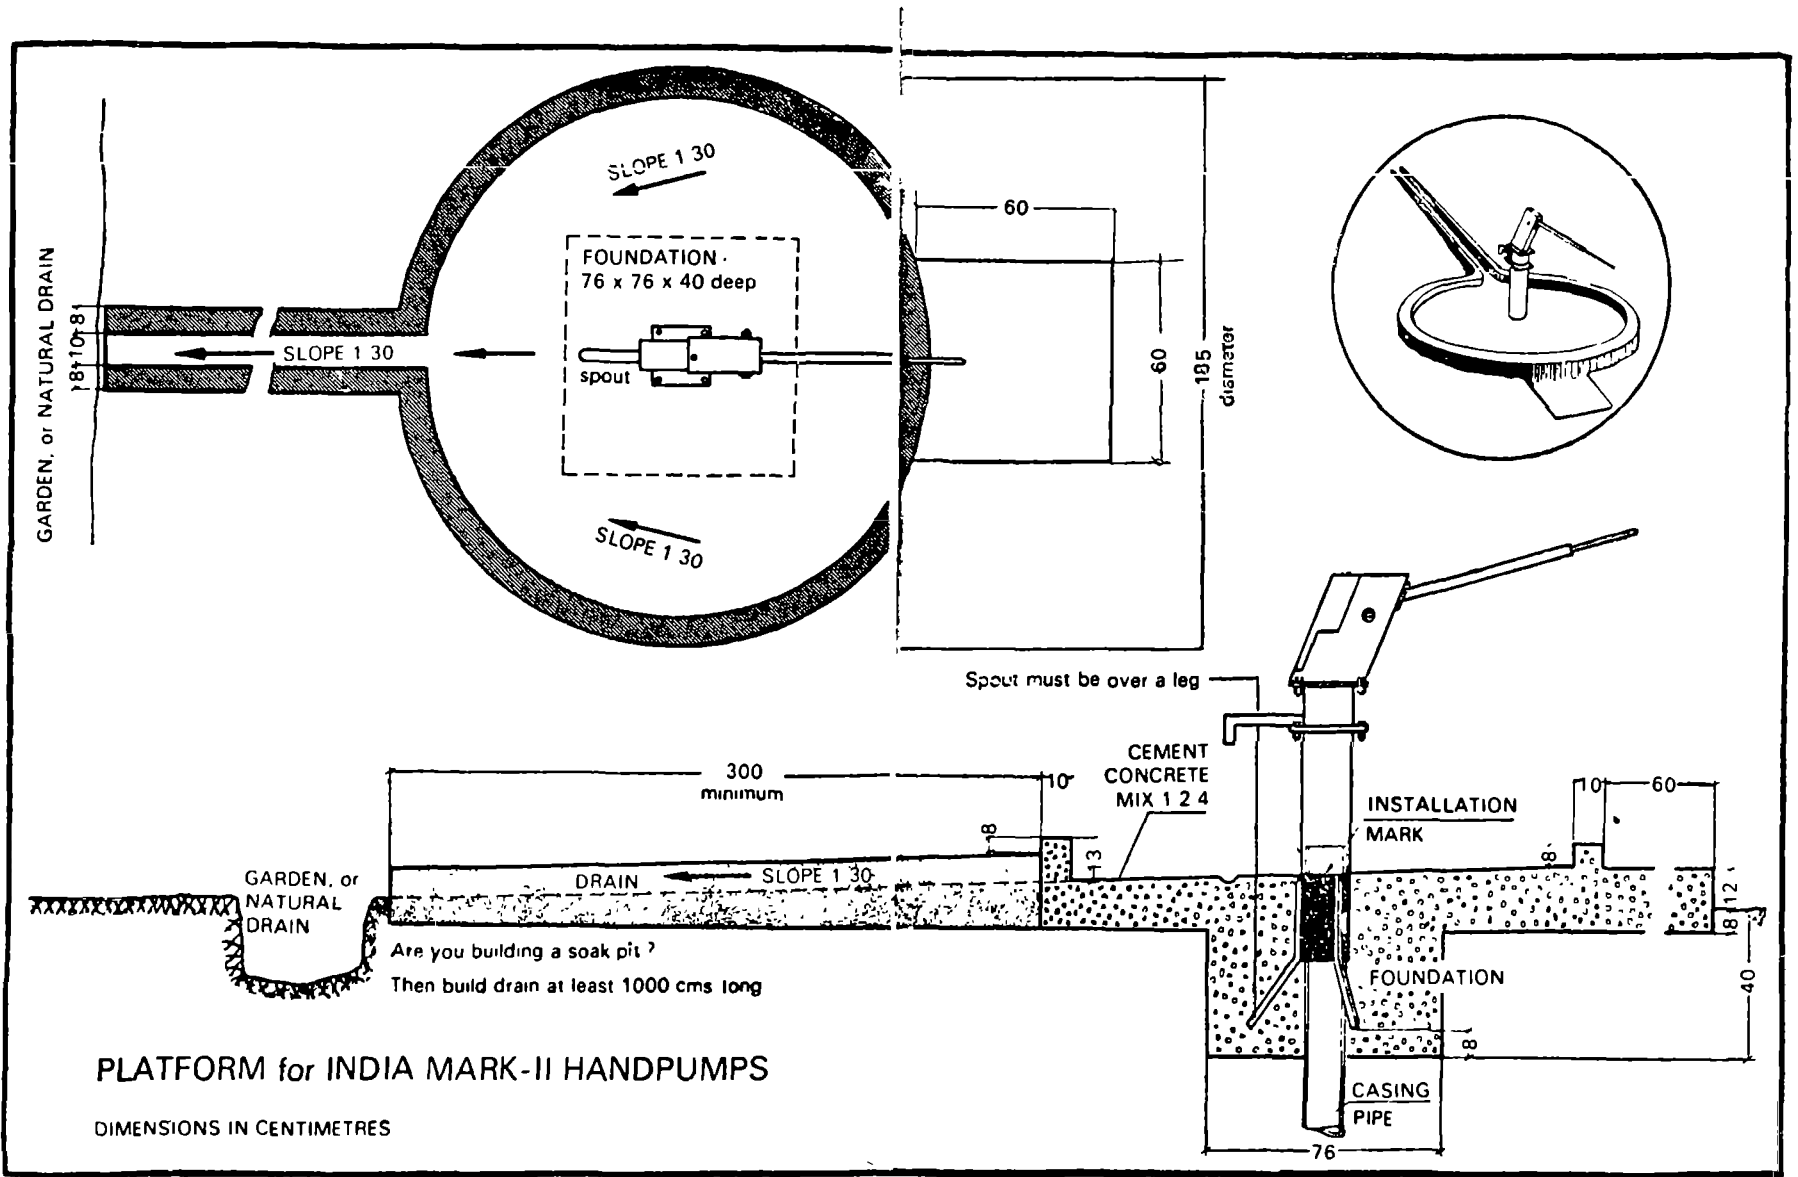 SLOPE 1 30
60
FOUNDATION.
76 x 76 x 40 deep
GARDEN, or NATURAL DRAIN
8
10
8
SLOPE 1 30
spout
60
185
diameter
SLOPE 1 30
Spout must be over a leg
CEMENT
CONCRETE
MIX 1 2 4
300
minimum
10
10
60
INSTALLATION
MARK
8
13
8
GARDEN, or
NATURAL
DRAIN
DRAIN
SLOPE 1 30
12
8
Are you building a soak pit?
Then build drain at least 1000 cms long
FOUNDATION
40
8
PLATFORM for INDIA MARK-II HANDPUMPS
CASING
PIPE
DIMENSIONS IN CENTIMETRES
76